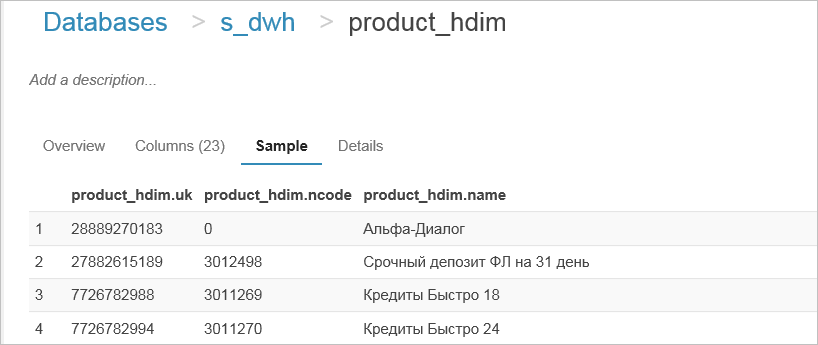 Databases > s_dwh > product_hdim
Add a description...
Overview Columns (23) Sample Details
product_hdim.uk product_hdim.ncode product_hdim.name
1 28889270183 0 Альфа-Диалог
2 27882615189 3012498 Срочный депозит ФЛ на 31 день
3 7726782988 3011269 Кредиты Быстро 18
4 7726782994 3011270 Кредиты Быстро 24